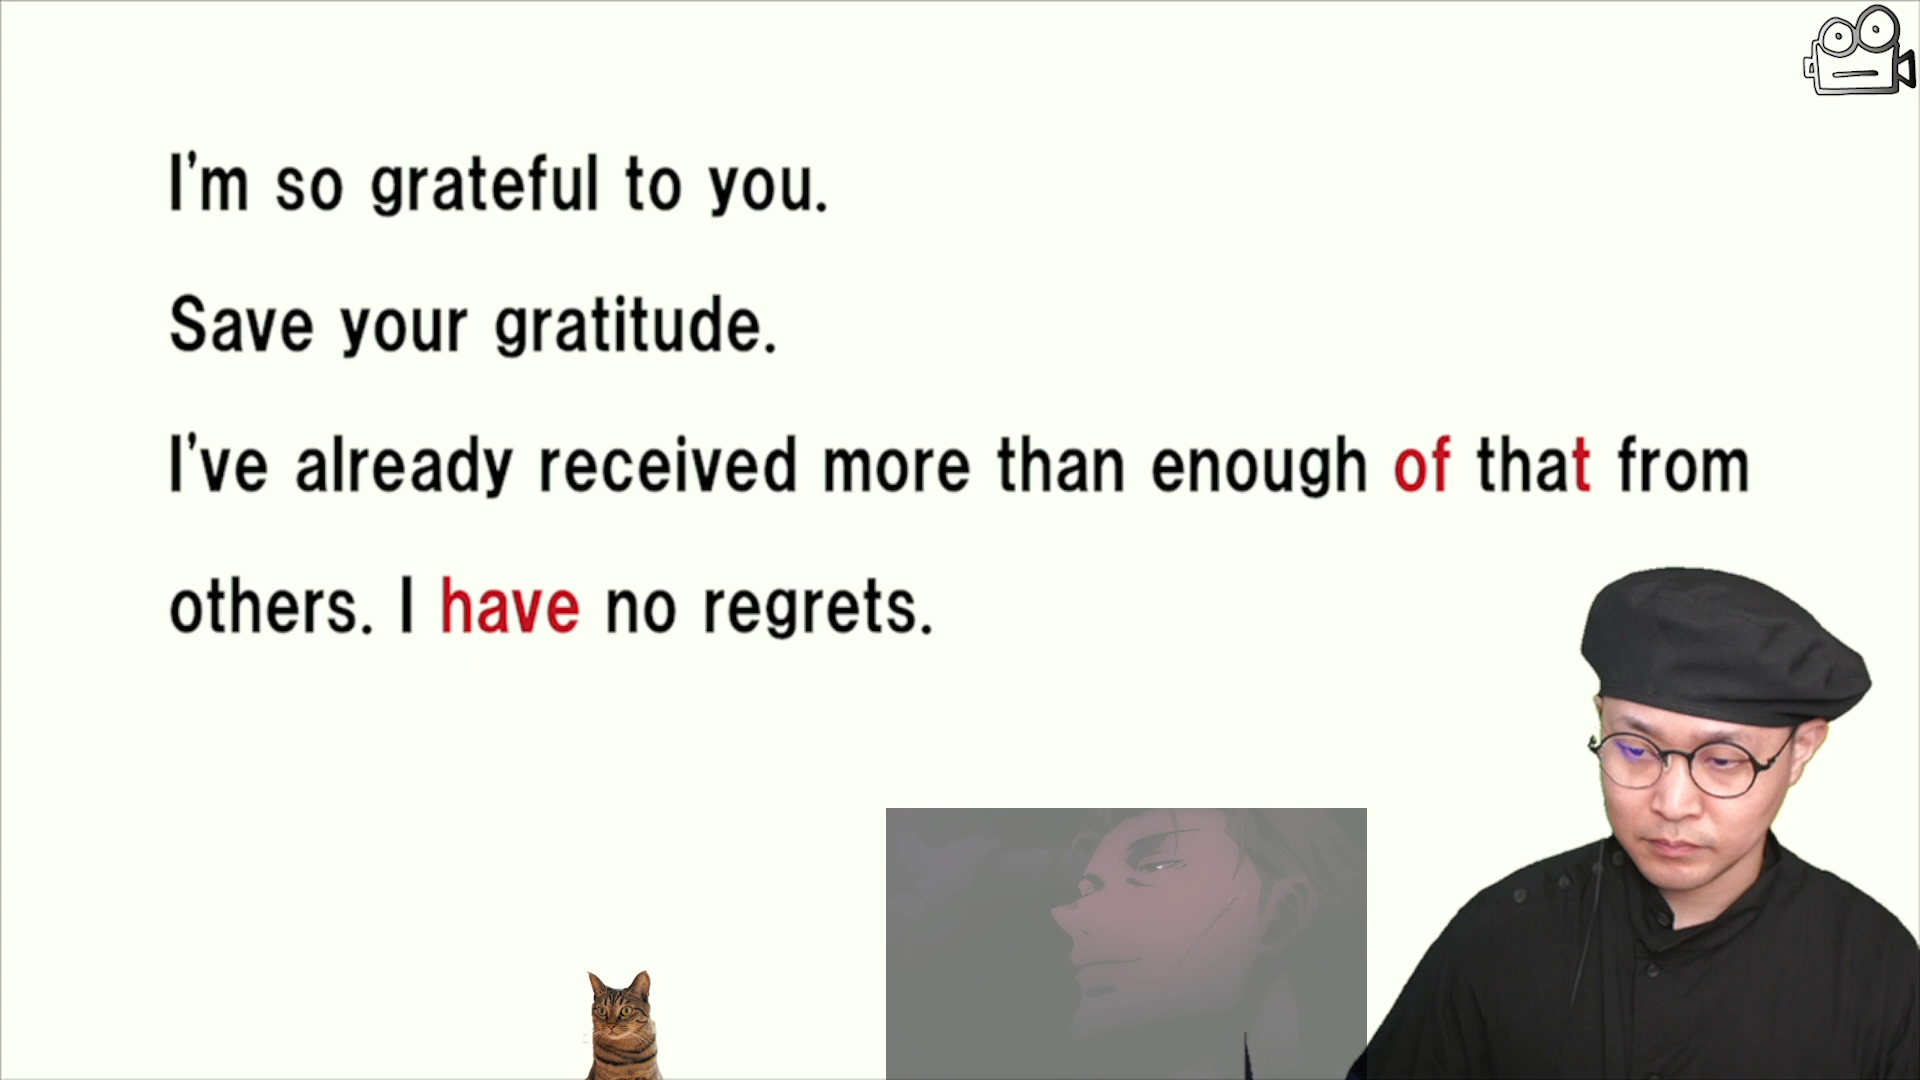 I'm so grateful to you.
Save your gratitude.
I've already received more than enough of that from
others. I have no regrets.